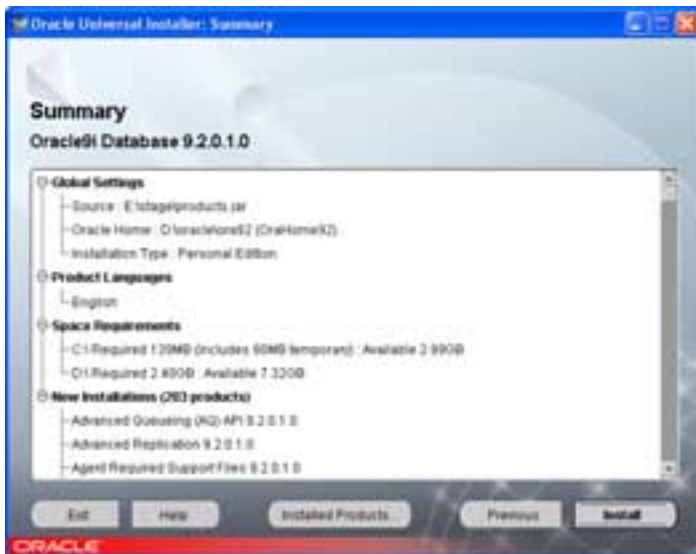 Oracle Universal Installer: Summary
Summary
Oracle9i Database 9.2.0.1.0
Global Settings
Source : E:\stage\products.jar
Oracle Home : D:\oracle\ora92 (OraHome92)
Installation Type : Personal Edition
Product Languages
English
Space Requirements
C:\ Required 120MB (includes 90MB temporary) : Available 2.99GB
D:\ Required 2.40GB : Available 7.32GB
New Installations (203 products)
Advanced Queueing (AQ) API 9.2.0.1.0
Advanced Replication 9.2.0.1.0
Agent Required Support Files 9.2.0.1.0
Exit
Help
Installed Products...
Previous
Install
ORACLE